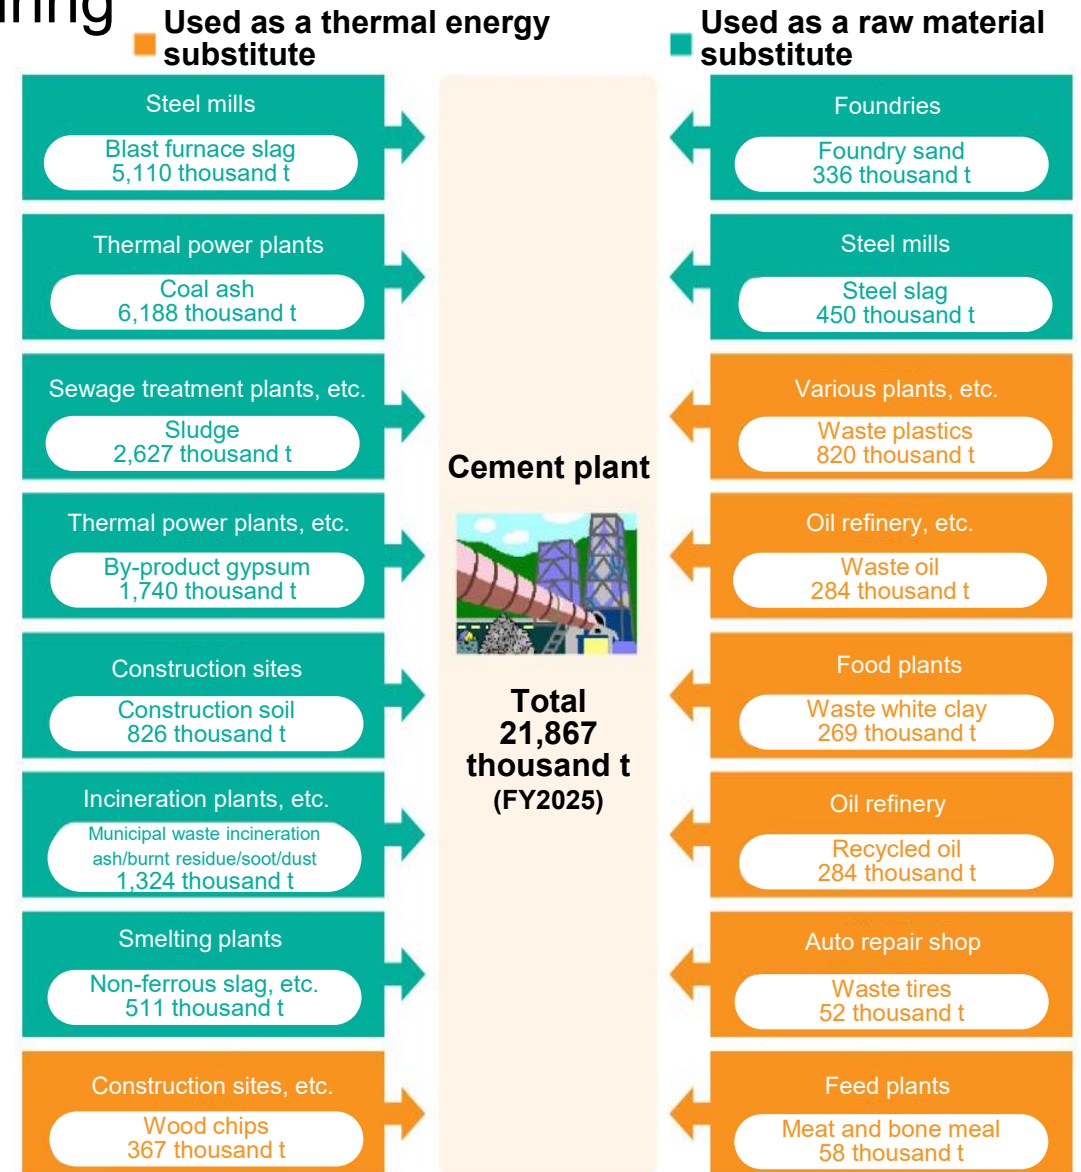 Used as a thermal energy
substitute
Used as a raw material
substitute
Steel mills
Blast furnace slag
5,110 thousand t
Thermal power plants
Coal ash
6,188 thousand t
Sewage treatment plants, etc.
Sludge
2,627 thousand t
Thermal power plants, etc.
By-product gypsum
1,740 thousand t
Construction sites
Construction soil
826 thousand t
Incineration plants, etc.
Municipal waste incineration
ash/burnt residue/soot/dust
1,324 thousand t
Smelting plants
Non-ferrous slag, etc.
511 thousand t
Construction sites, etc.
Wood chips
367 thousand t
Cement plant
Total
21,867
thousand t
(FY2025)
Foundries
Foundry sand
336 thousand t
Steel mills
Steel slag
450 thousand t
Various plants, etc.
Waste plastics
820 thousand t
Oil refinery, etc.
Waste oil
284 thousand t
Food plants
Waste white clay
269 thousand t
Oil refinery
Recycled oil
284 thousand t
Auto repair shop
Waste tires
52 thousand t
Feed plants
Meat and bone meal
58 thousand t